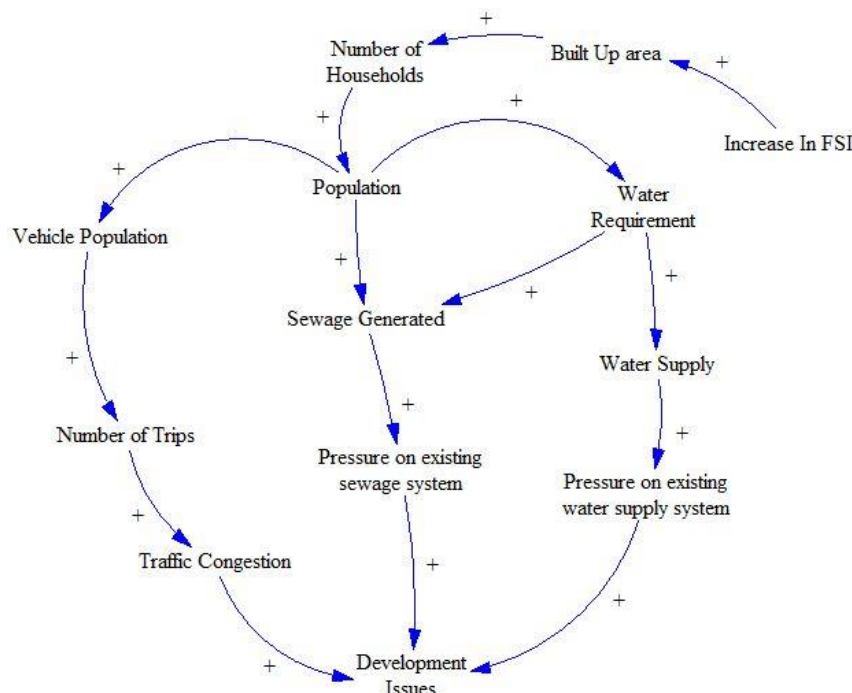 +
Number of
Households
Built Up area
+
+
Increase In FSI
+
+
Population
Water
Requirement
Vehicle Population
+
+
+
Sewage Generated
+
Water Supply
+
+
Number of Trips
+
Pressure on existing
sewage system
Pressure on existing
water supply system
+
Traffic Congestion
+
+
+
Development
Issues